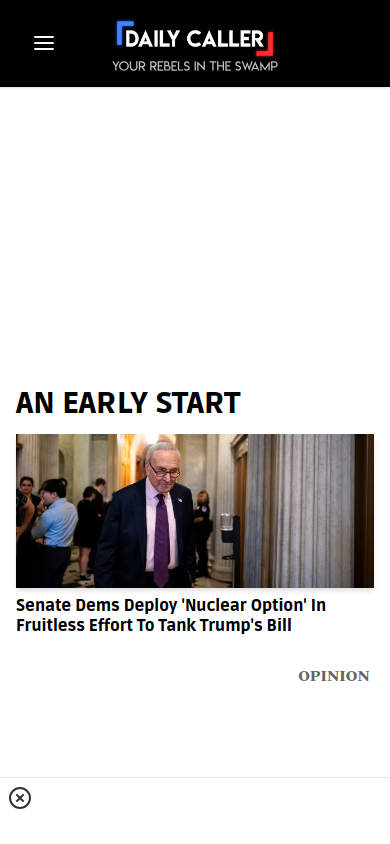 DAILY CALLER
YOUR REBELS IN THE SWAMP
AN EARLY START
Senate Dems Deploy 'Nuclear Option' In
Fruitless Effort To Tank Trump's Bill
OPINION